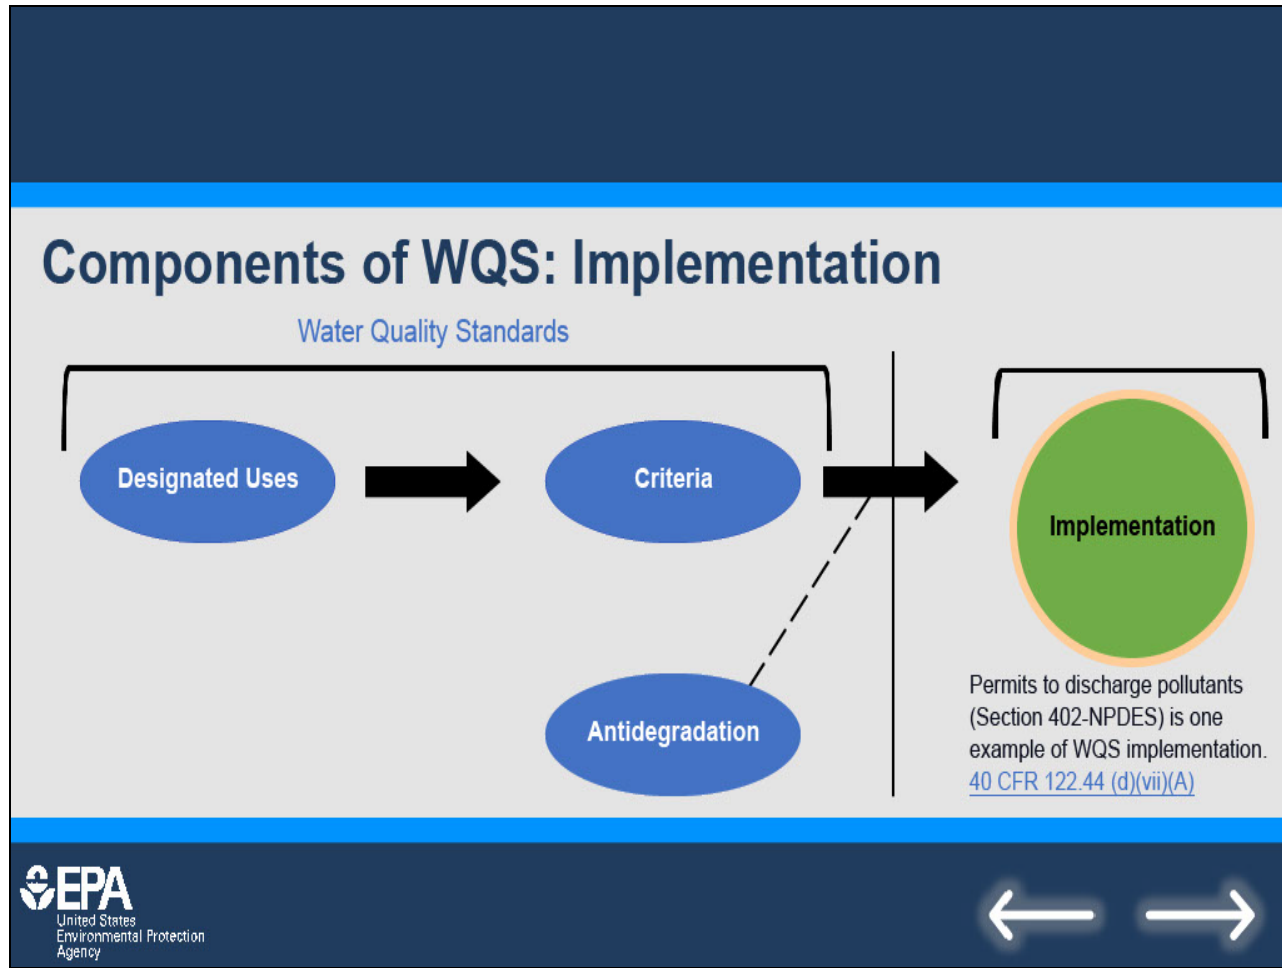 Components of WQS: Implementation
Water Quality Standards
Designated Uses
Criteria
Implementation
Antidegradation
Permits to discharge pollutants
(Section 402-NPDES) is one
example of WQS implementation.
40 CFR 122.44 (d)(vii)(A)
EPA
United States
Environmental Protection
Agency